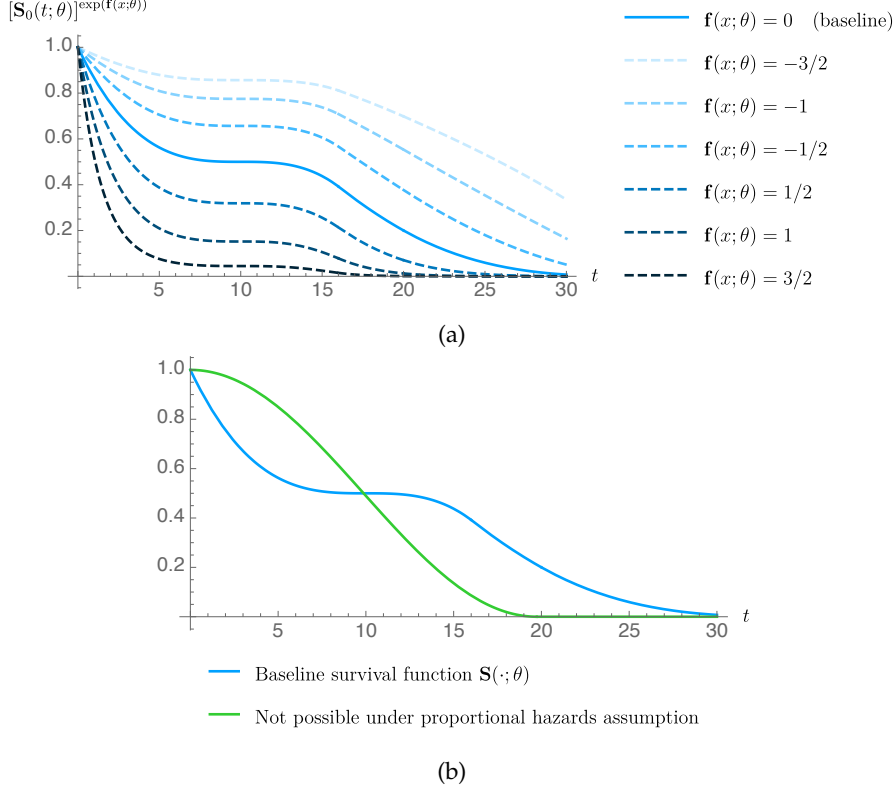 [S₀(t; θ)]^exp(f(x;θ))
1.0
0.8
0.6
0.4
0.2
5
10
15
20
25
30
t
f(x; θ) = 0 (baseline)
f(x; θ) = −3/2
f(x; θ) = −1
f(x; θ) = −1/2
f(x; θ) = 1/2
f(x; θ) = 1
f(x; θ) = 3/2
(a)
1.0
0.8
0.6
0.4
0.2
5
10
15
20
25
30
t
Baseline survival function S(·; θ)
Not possible under proportional hazards assumption
(b)